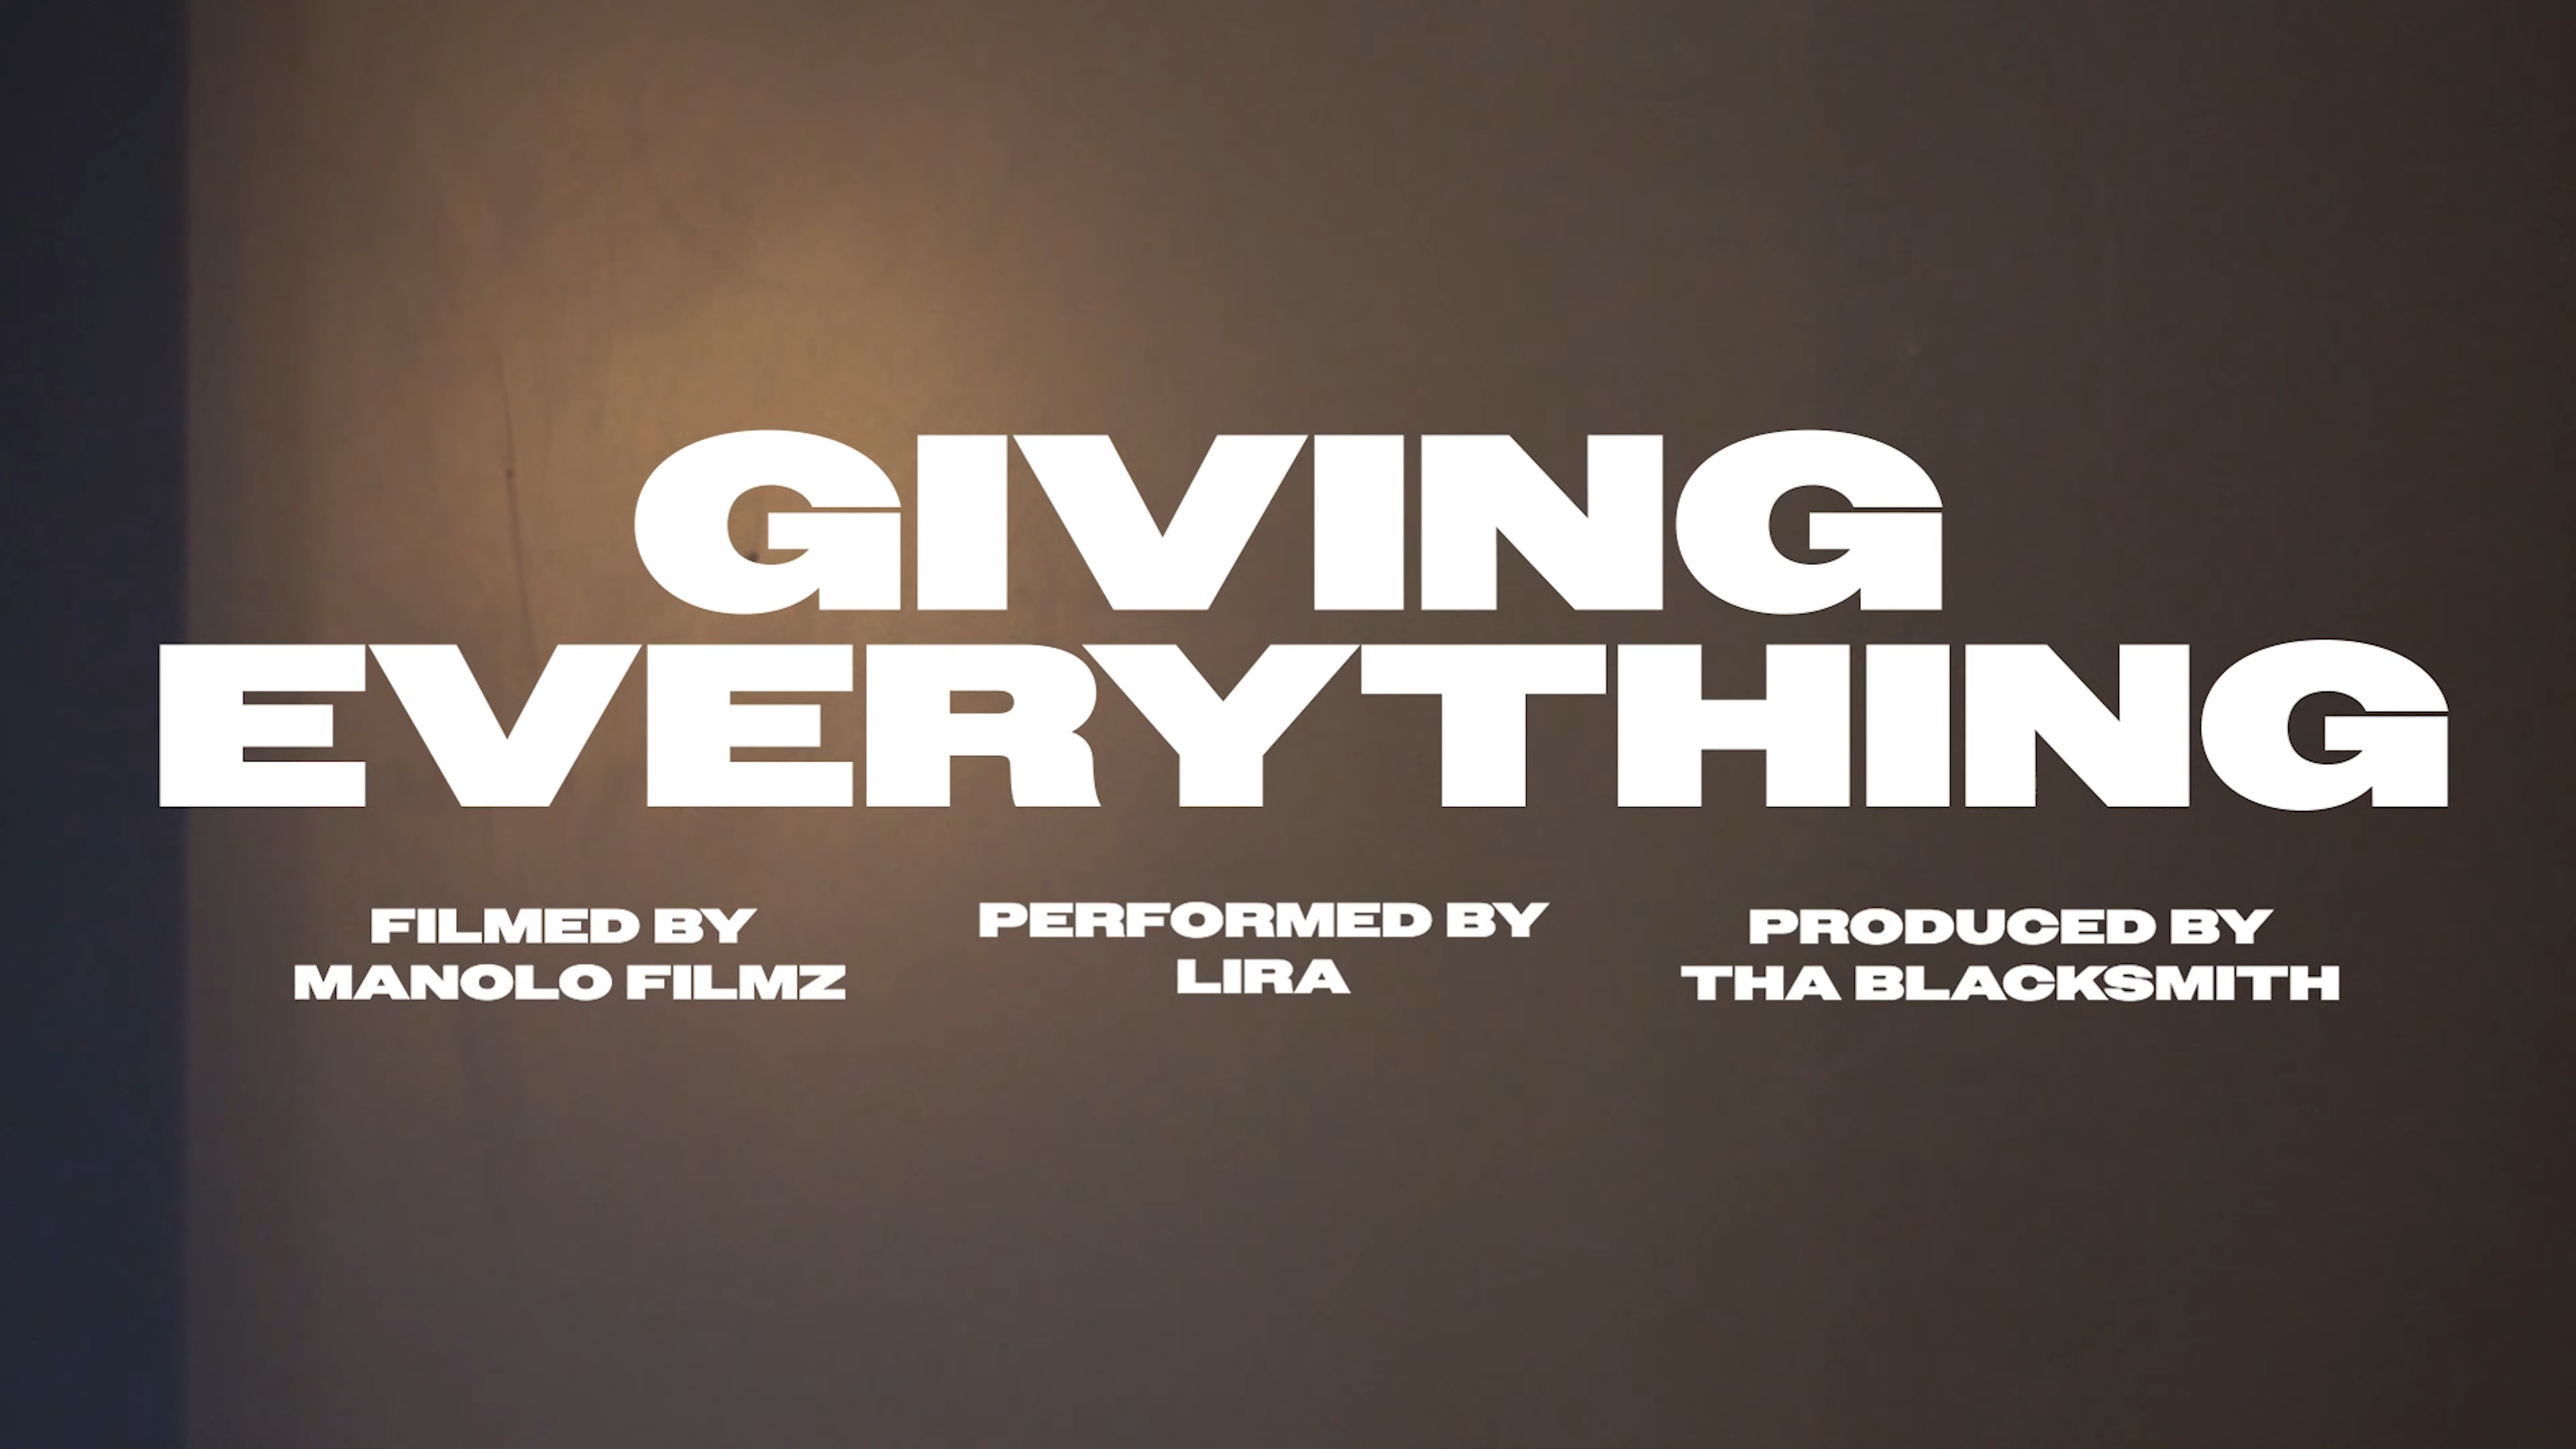 GIVING
EVERYTHING
FILMED BY
MANOLO FILMZ
PERFORMED BY
LIRA
PRODUCED BY
THA BLACKSMITH